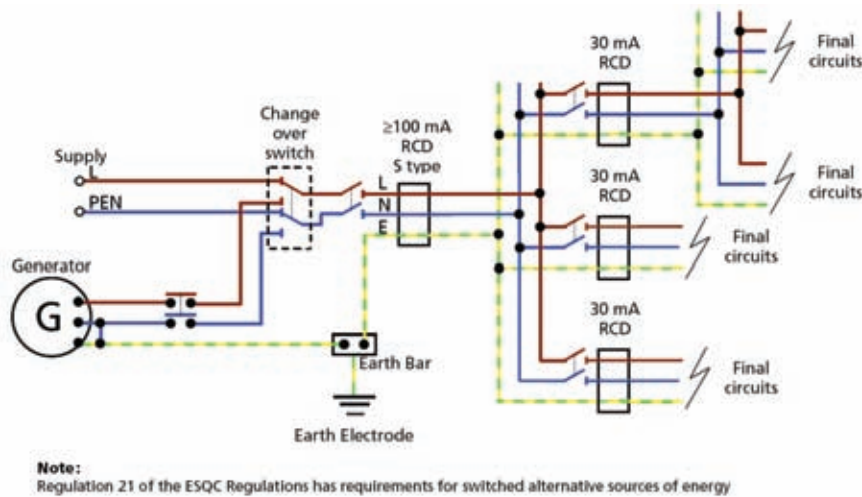 30 mA
RCD
Final
circuits
Change
over
switch
≥100 mA
RCD
S type
Supply
L
PEN
L
N
E
30 mA
RCD
Final
circuits
Final
circuits
Generator
G
30 mA
RCD
Earth Bar
Final
circuits
Earth Electrode
Note:
Regulation 21 of the ESQC Regulations has requirements for switched alternative sources of energy